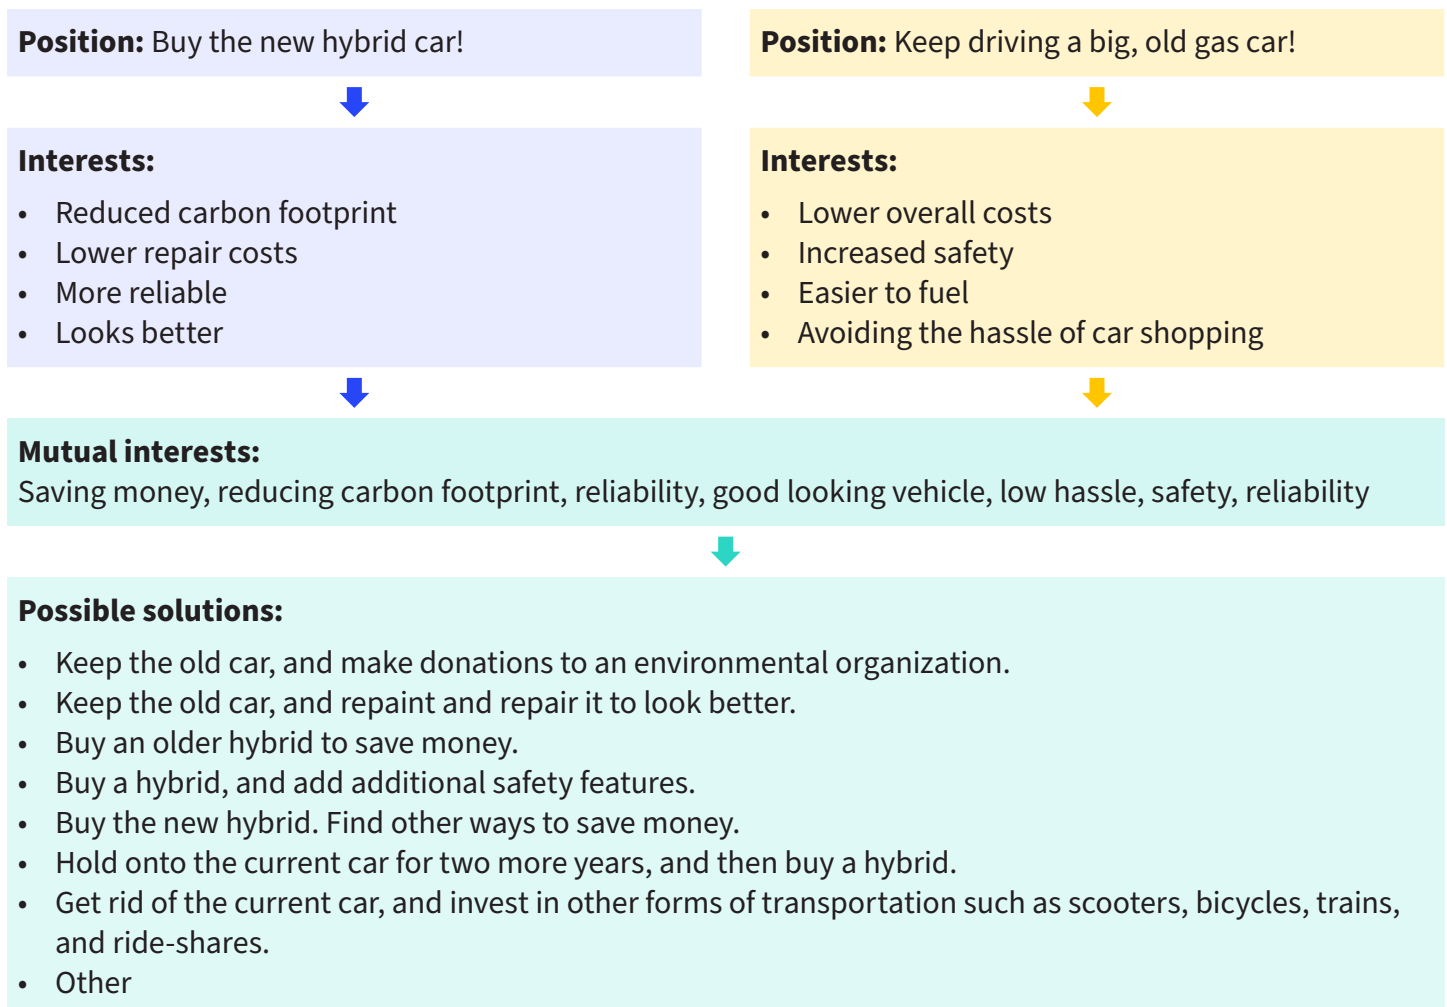 Position: Buy the new hybrid car!
Interests:
• Reduced carbon footprint
• Lower repair costs
• More reliable
• Looks better
Position: Keep driving a big, old gas car!
Interests:
• Lower overall costs
• Increased safety
• Easier to fuel
• Avoiding the hassle of car shopping
Mutual interests:
Saving money, reducing carbon footprint, reliability, good looking vehicle, low hassle, safety, reliability
Possible solutions:
• Keep the old car, and make donations to an environmental organization.
• Keep the old car, and repaint and repair it to look better.
• Buy an older hybrid to save money.
• Buy a hybrid, and add additional safety features.
• Buy the new hybrid. Find other ways to save money.
• Hold onto the current car for two more years, and then buy a hybrid.
• Get rid of the current car, and invest in other forms of transportation such as scooters, bicycles, trains,
and ride-shares.
• Other